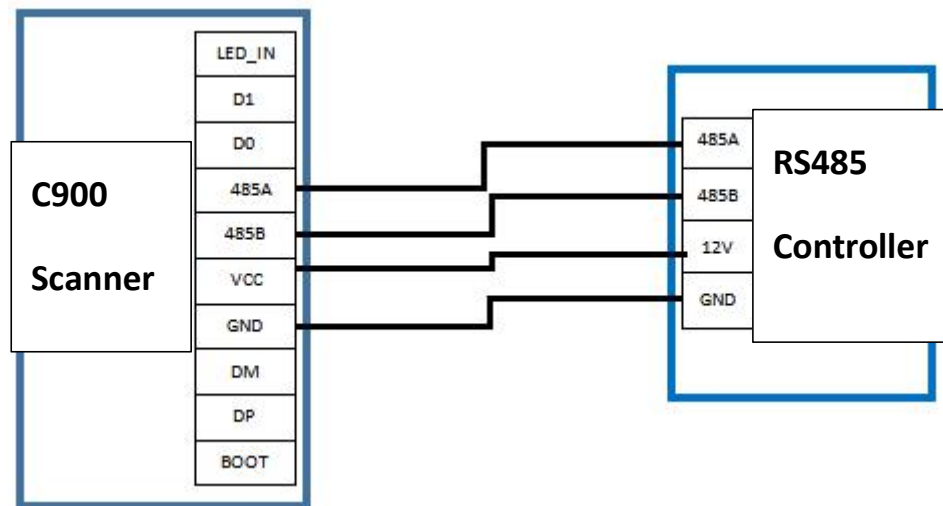 C900
Scanner
LED_IN
D1
D0
485A
485B
VCC
GND
DM
DP
BOOT
485A
485B
12V
GND
RS485
Controller